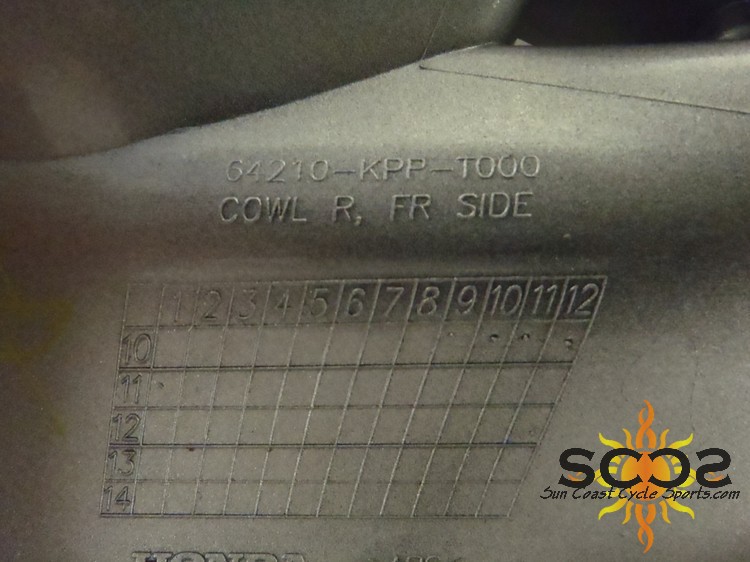 64210-KPP-T000
COWL R, FR SIDE
1 2 3 4 5 6 7 8 9 10 11 12
10
11
12
13
14
SCCS
Sun Coast Cycle Sports.com
HONDA